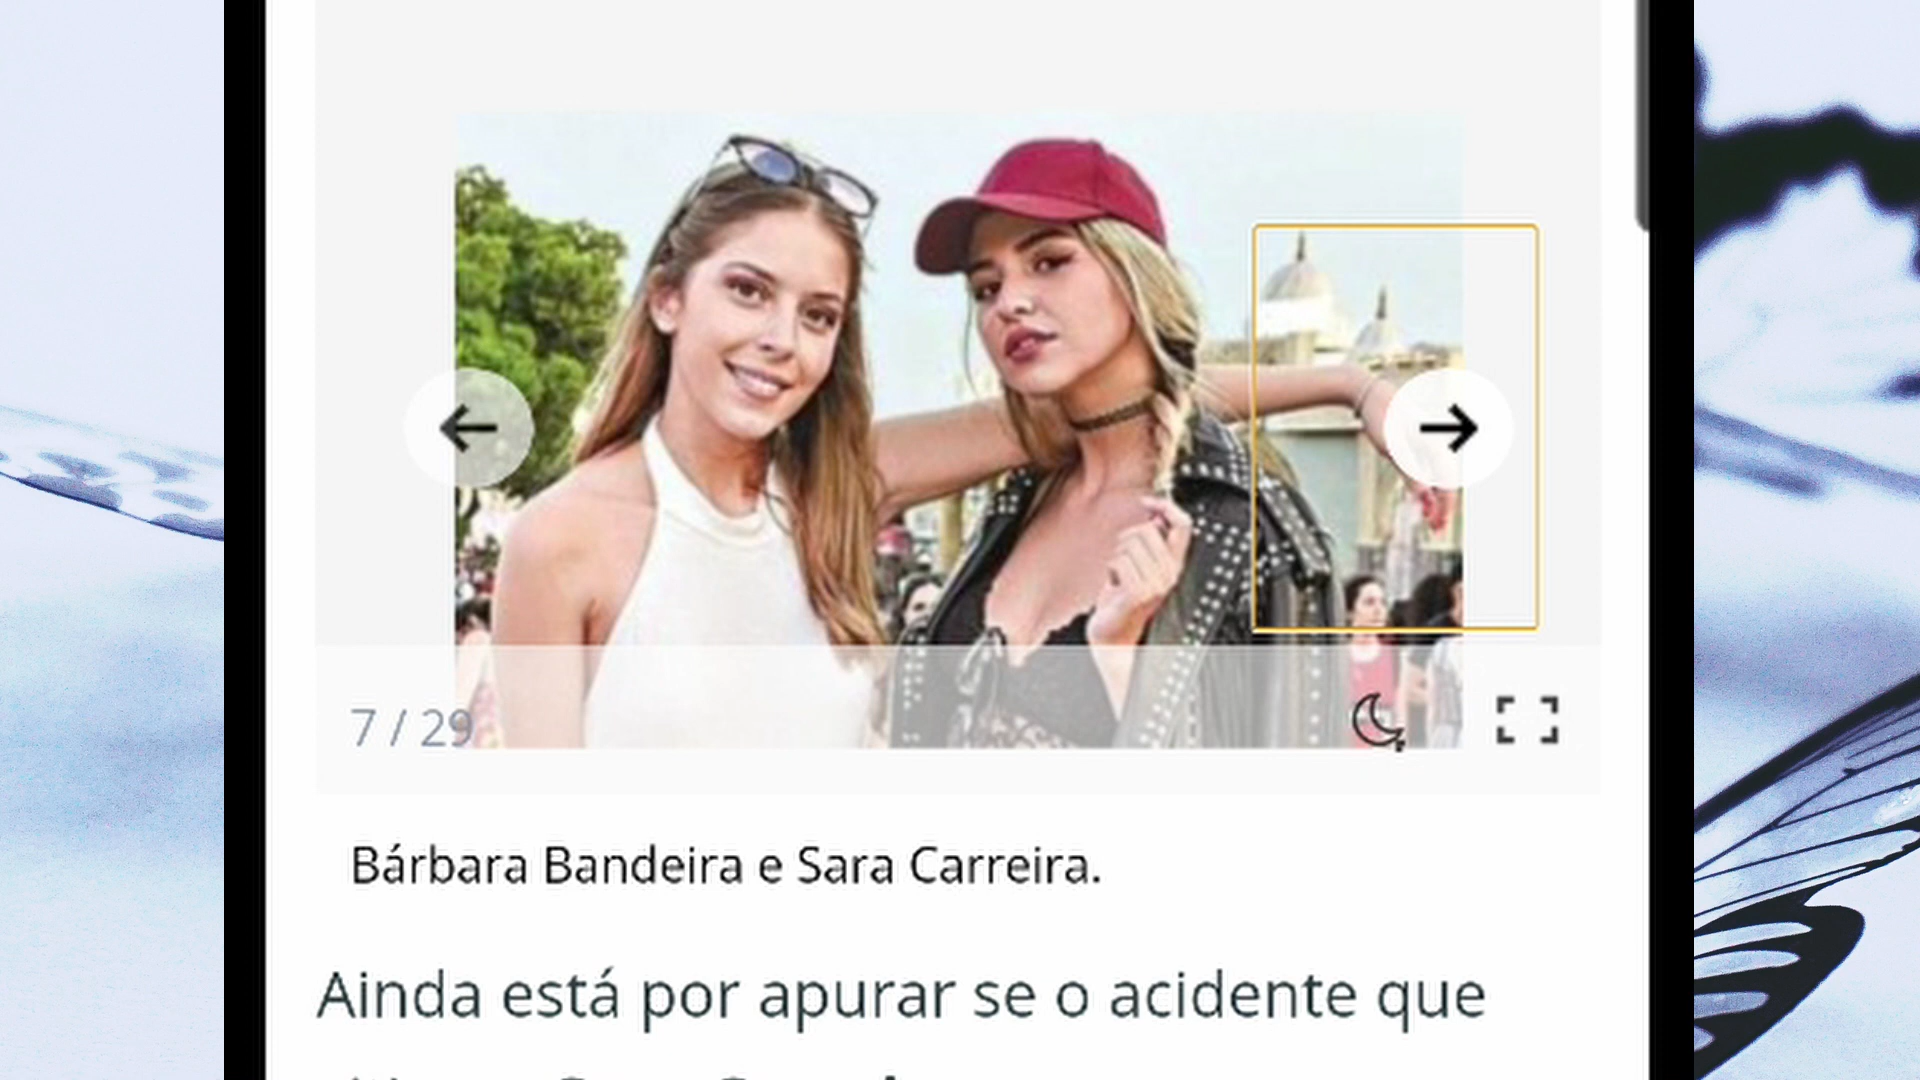 7 / 29
Bárbara Bandeira e Sara Carreira.
Ainda está por apurar se o acidente que